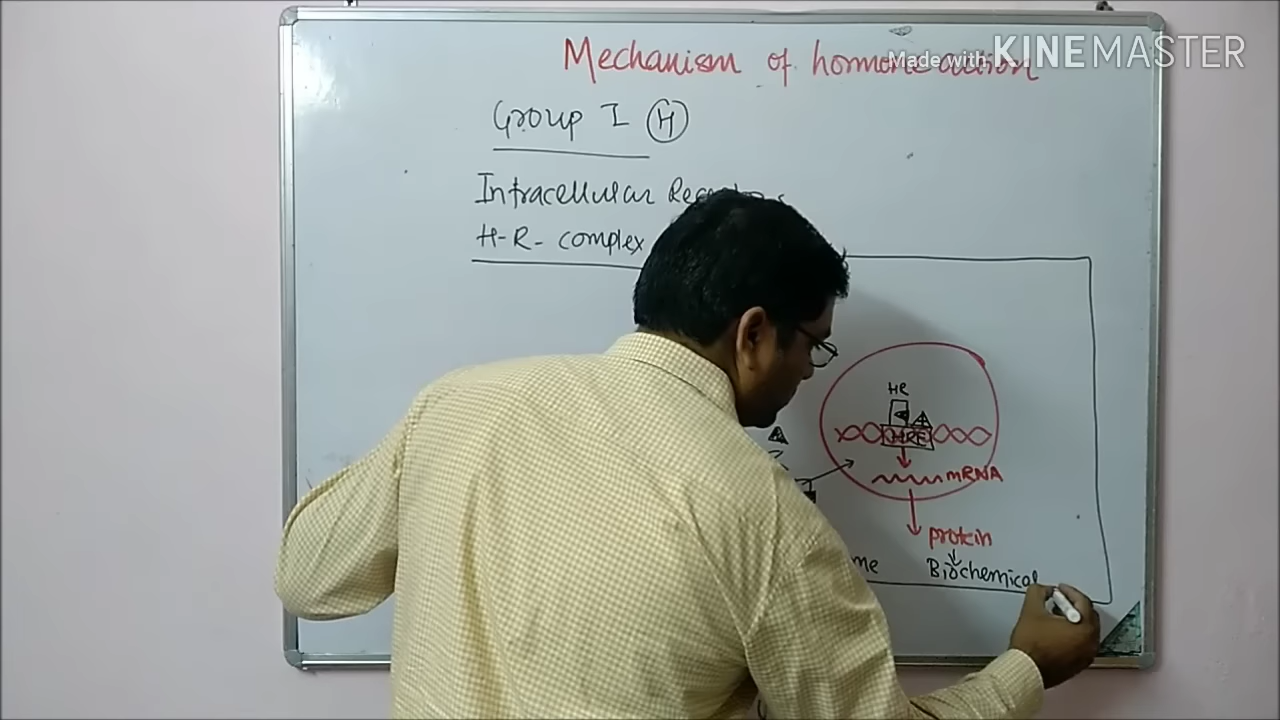 Mechanism of hormone action
Made with KINEMASTER
Group I H
Intracellular
H-R- complex
HR
HRE
mRNA
protein
Biochemical